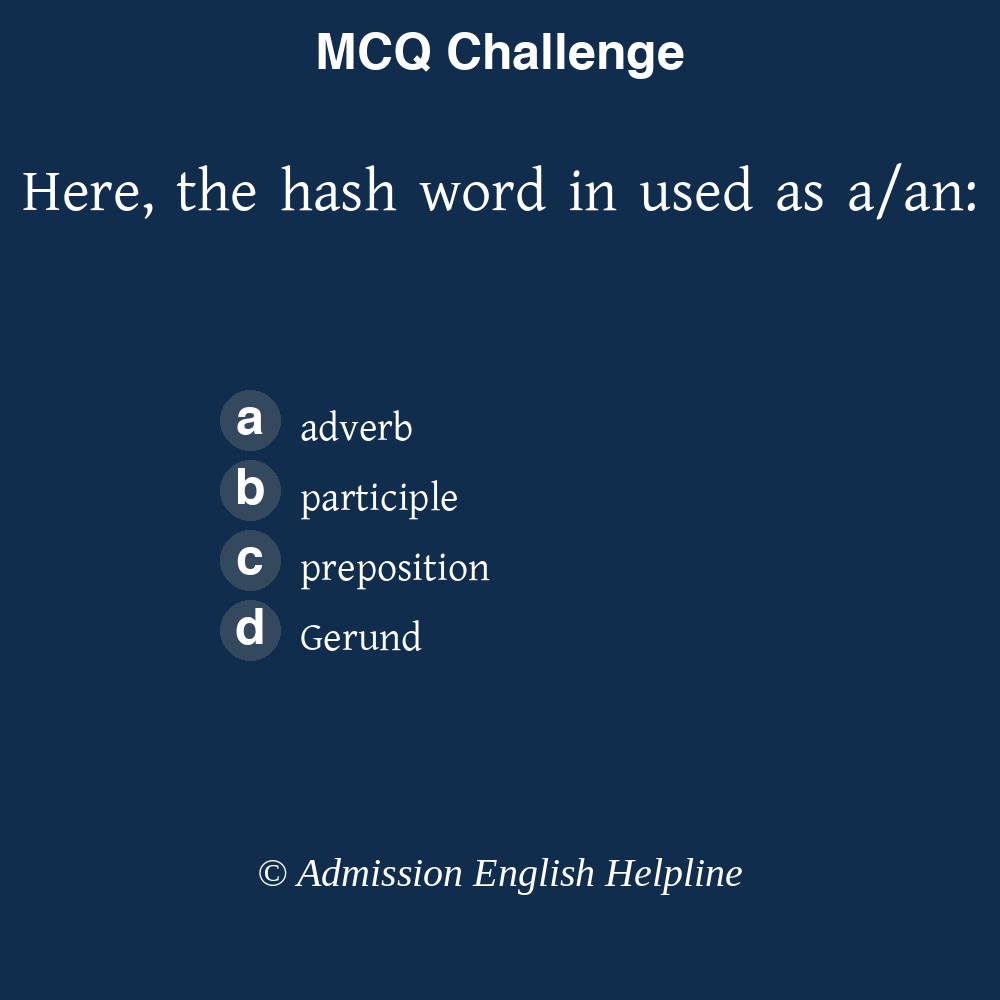 MCQ Challenge
Here, the hash word in used as a/an:
a adverb
b participle
c preposition
d Gerund
© Admission English Helpline